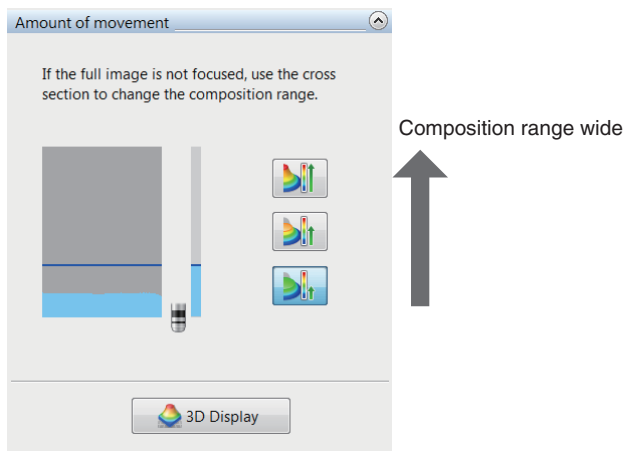 Amount of movement
If the full image is not focused, use the cross
section to change the composition range.
Composition range wide
3D Display